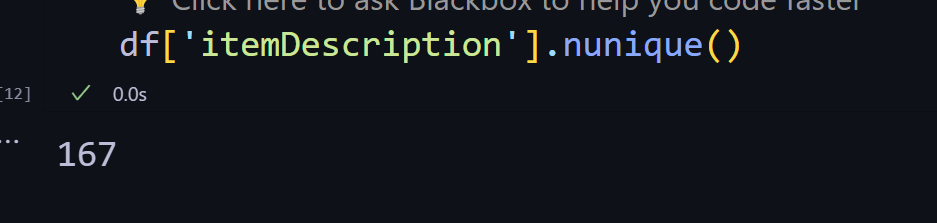 Click here to ask Blackbox to help you code faster
df['itemDescription'].nunique()
[12] 0.0s
...
167